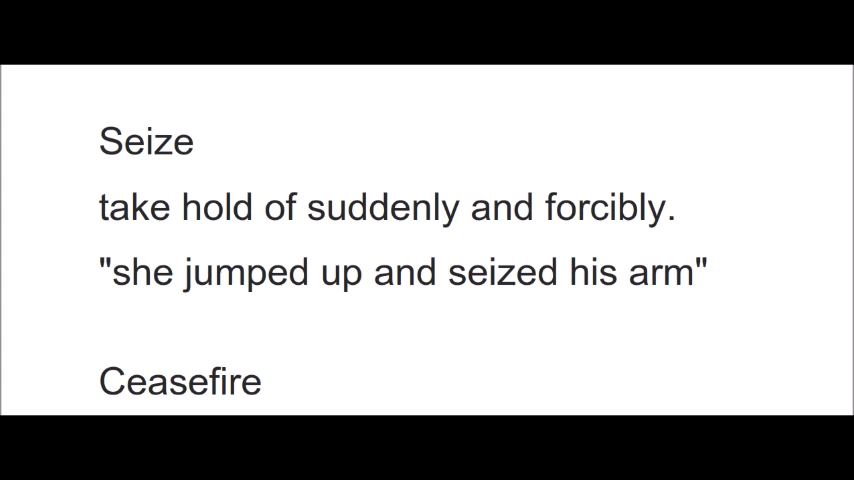 Seize
take hold of suddenly and forcibly.
"she jumped up and seized his arm"
Ceasefire